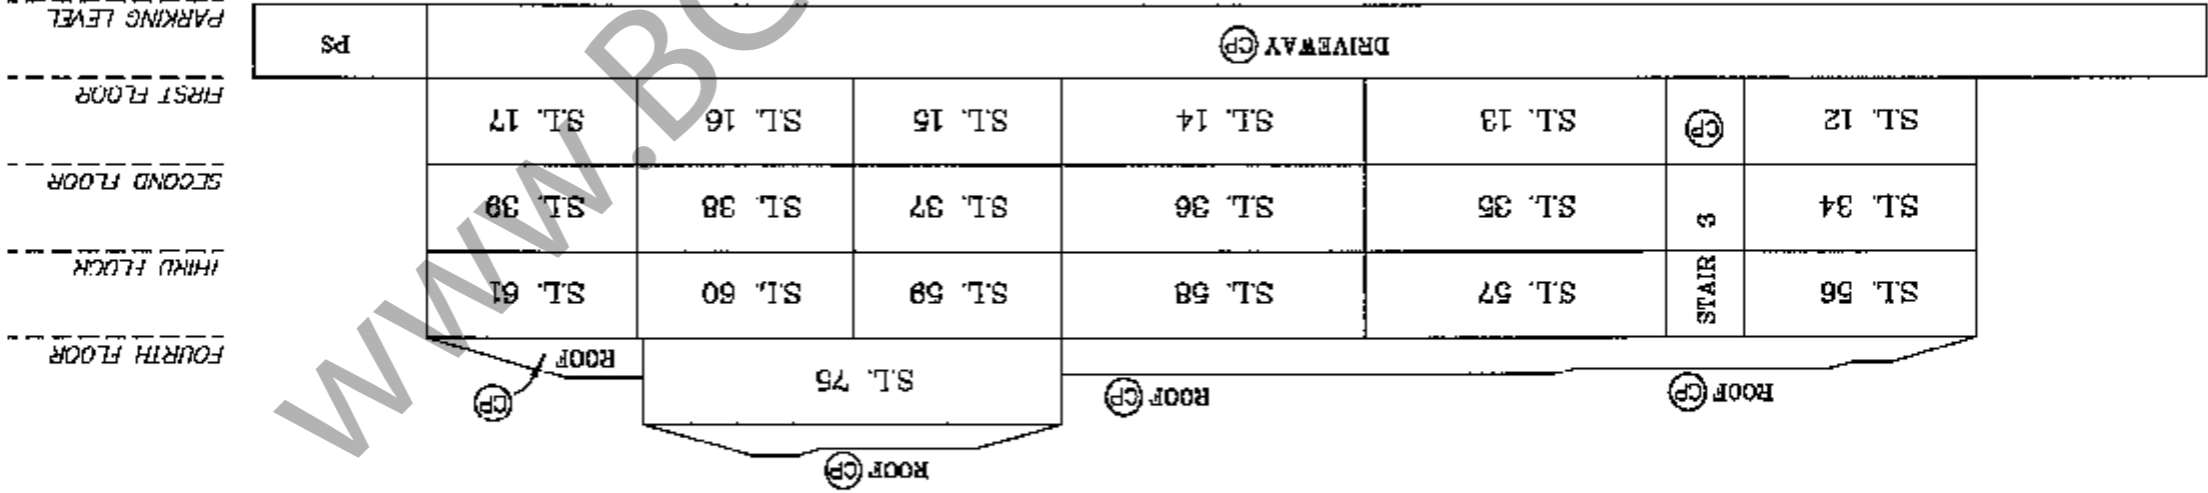 ROOF CP
ROOF CP
ROOF CP
CP
S.L. 75
ROOF
FOURTH FLOOR
S.L. 56
STAIR 3
S.L. 57
S.L. 58
S.L. 59
S.L. 60
S.L. 61
THIRD FLOOR
S.L. 34
S.L. 35
S.L. 36
S.L. 37
S.L. 38
S.L. 39
SECOND FLOOR
S.L. 12
CP
S.L. 13
S.L. 14
S.L. 15
S.L. 16
S.L. 17
FIRST FLOOR
DRIVEWAY CP
PS
PARKING LEVEL
www.BC